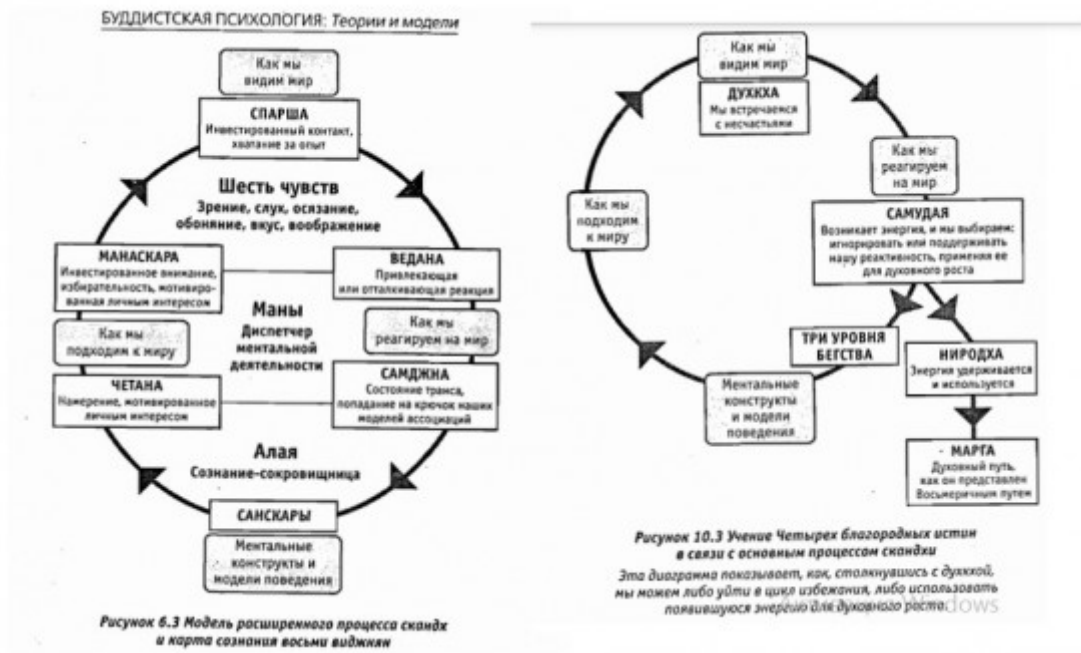 БУДДИСТСКАЯ ПСИХОЛОГИЯ: Теории и модели
Как мы
видим мир
СПАРША
Инвестированный контакт,
хватание за опыт
Шесть чувств
Зрение, слух, осязание,
обоняние, вкус, воображение
МАНАСКАРА
Инвестированное внимание,
избирательность, мотивиро-
ванная личным интересом
ВЕДАНА
Привлекающая
или отталкивающая реакция
Как мы
подходим к миру
Маны
Диспетчер
ментальной
деятельности
Как мы
реагируем на мир
ЧЕТАНА
Намерение, мотивированное
личным интересом
САМДЖНА
Состояние транса,
попадание на крючок наших
моделей ассоциаций
Алая
Сознание-сокровищница
САНСКАРЫ
Ментальные
конструкты и
модели поведения
Рисунок 6.3 Модель расширенного процесса скандх
и карта сознания восьми виджнян
Как мы
видим мир
ДУХКХА
Мы встречаемся
с несчастьями
Как мы
реагируем
на мир
Как мы
подходим
к миру
САМУДАЯ
Возникает энергия, и мы выбираем;
игнорировать или поддерживать
нашу реактивность, применяя ее
для духовного роста
ТРИ УРОВНЯ
БЕГСТВА
НИРОДХА
Энергия удерживается
и используется
Ментальные
конструкты
и модели
поведения
МАРГА
Духовный путь,
как он представлен
Восьмеричным путем
Рисунок 10.3 Учение Четырех благородных истин
в связи с основным процессом скандхи
Эта диаграмма показывает, как, столкнувшись с духкхой,
мы можем либо уйти в цикл избежания, либо использовать
появившуюся энергию для духовного роста.